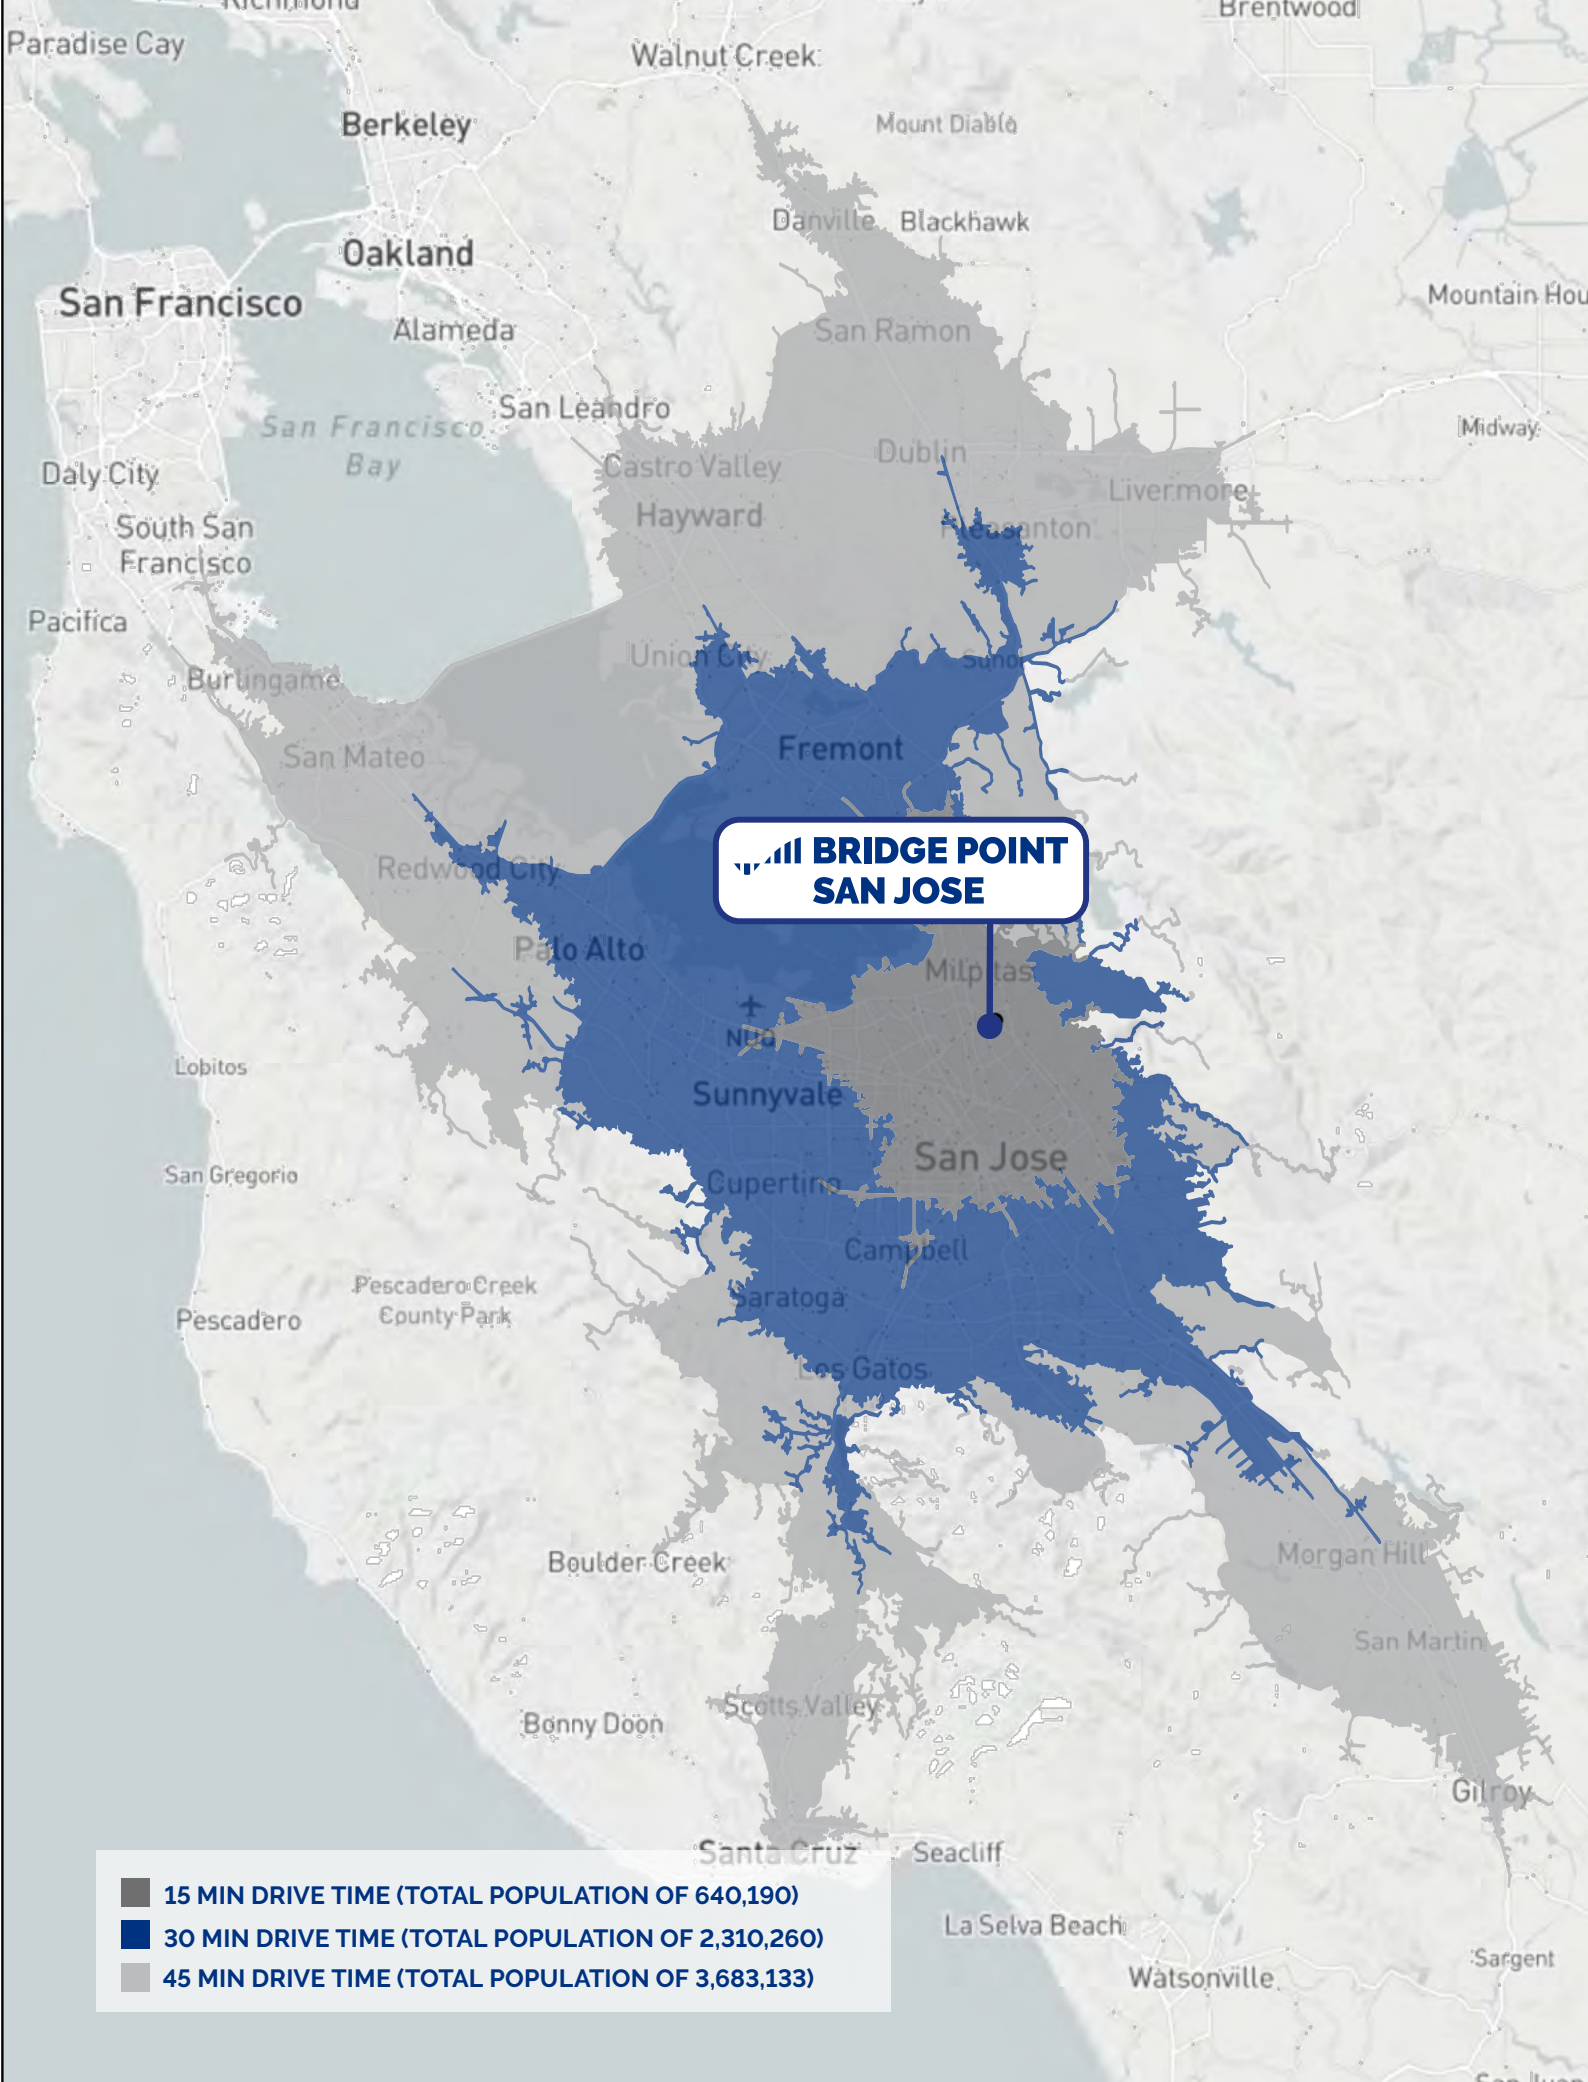 Richmond
Brentwood
Paradise Cay
Walnut Creek
Berkeley
Mount Diablo
Danville
Blackhawk
Oakland
San Francisco
Mountain Hou
Alameda
San Ramon
San Leandro
San Francisco
Bay
Midway
Dublin
Castro Valley
Daly City
Livermore
Hayward
South San
Francisco
Pleasanton
Pacifica
Union City
Sunol
Burlingame
Fremont
San Mateo
BRIDGE POINT
SAN JOSE
Redwood City
Palo Alto
Milpitas
NUQ
Lobitos
Sunnyvale
San Jose
San Gregorio
Cupertino
Campbell
Pescadero Creek
County Park
Saratoga
Pescadero
Los Gatos
Morgan Hill
Boulder Creek
San Martin
Scotts Valley
Bonny Doon
Gilroy
Santa Cruz
Seacliff
15 MIN DRIVE TIME (TOTAL POPULATION OF 640,190)
La Selva Beach
30 MIN DRIVE TIME (TOTAL POPULATION OF 2,310,260)
Sargent
45 MIN DRIVE TIME (TOTAL POPULATION OF 3,683,133)
Watsonville